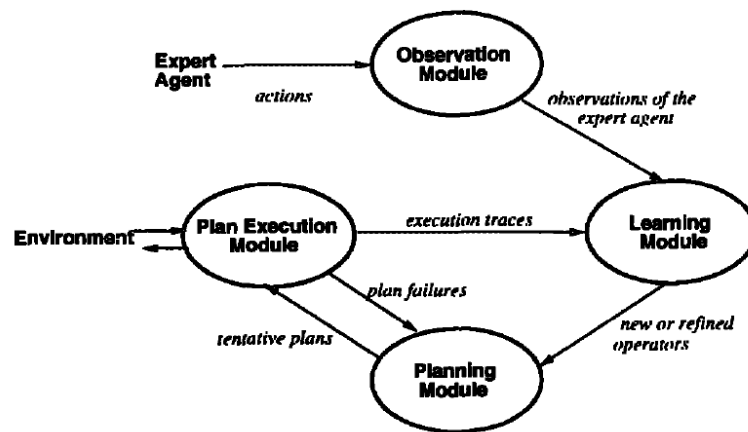 Expert
Agent
actions
Observation
Module
observations of the
expert agent
Environment
Plan Execution
Module
execution traces
Learning
Module
plan failures
tentative plans
new or refined
operators
Planning
Module